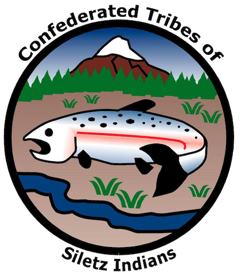 Confederated Tribes of
Siletz Indians